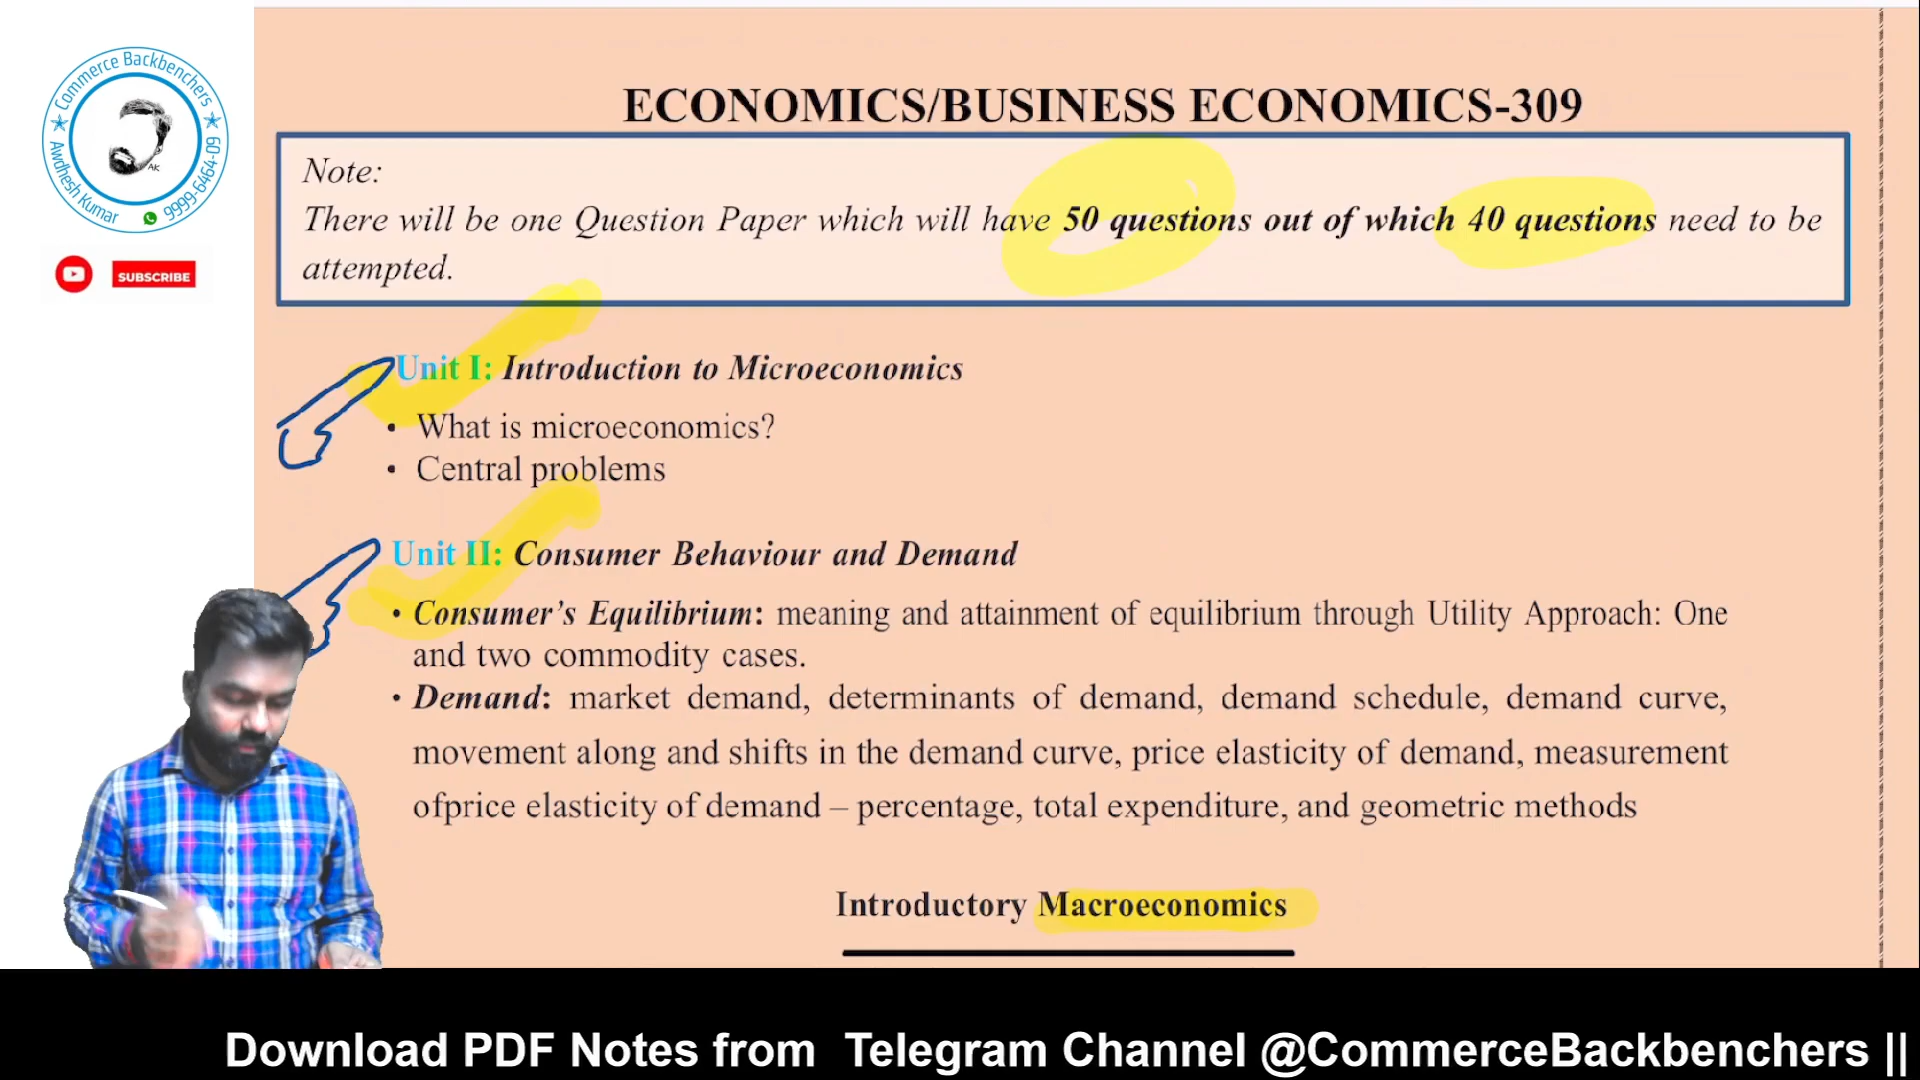 ★ Commerce Backbenchers ★
Awdhesh Kumar
9999-6464-09
AK
SUBSCRIBE
ECONOMICS/BUSINESS ECONOMICS-309
Note:
There will be one Question Paper which will have 50 questions out of which 40 questions need to be
attempted.
Unit I: Introduction to Microeconomics
• What is microeconomics?
• Central problems
Unit II: Consumer Behaviour and Demand
• Consumer’s Equilibrium: meaning and attainment of equilibrium through Utility Approach: One
and two commodity cases.
• Demand: market demand, determinants of demand, demand schedule, demand curve,
movement along and shifts in the demand curve, price elasticity of demand, measurement
ofprice elasticity of demand – percentage, total expenditure, and geometric methods
Introductory Macroeconomics
Download PDF Notes from Telegram Channel @CommerceBackbenchers ||